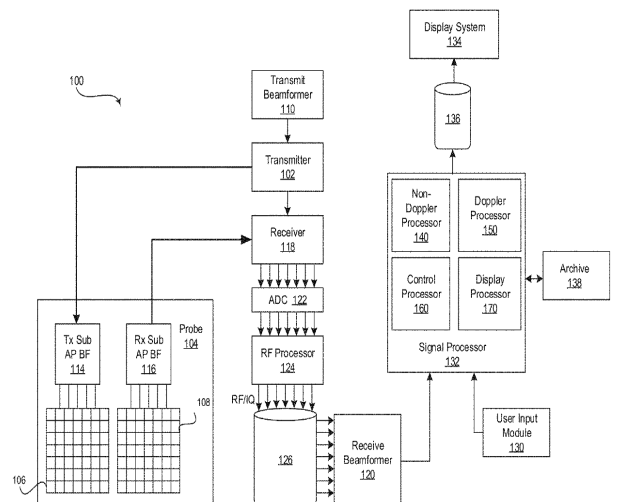 100
Transmit
Beamformer
110
Transmitter
102
Receiver
118
ADC 122
RF Processor
124
RF/IQ
126
Receive
Beamformer
120
Probe
104
Tx Sub
AP BF
114
Rx Sub
AP BF
116
108
106
Display System
134
136
Non-
Doppler
Processor
140
Doppler
Processor
150
Control
Processor
160
Display
Processor
170
Signal Processor
132
Archive
138
User Input
Module
130